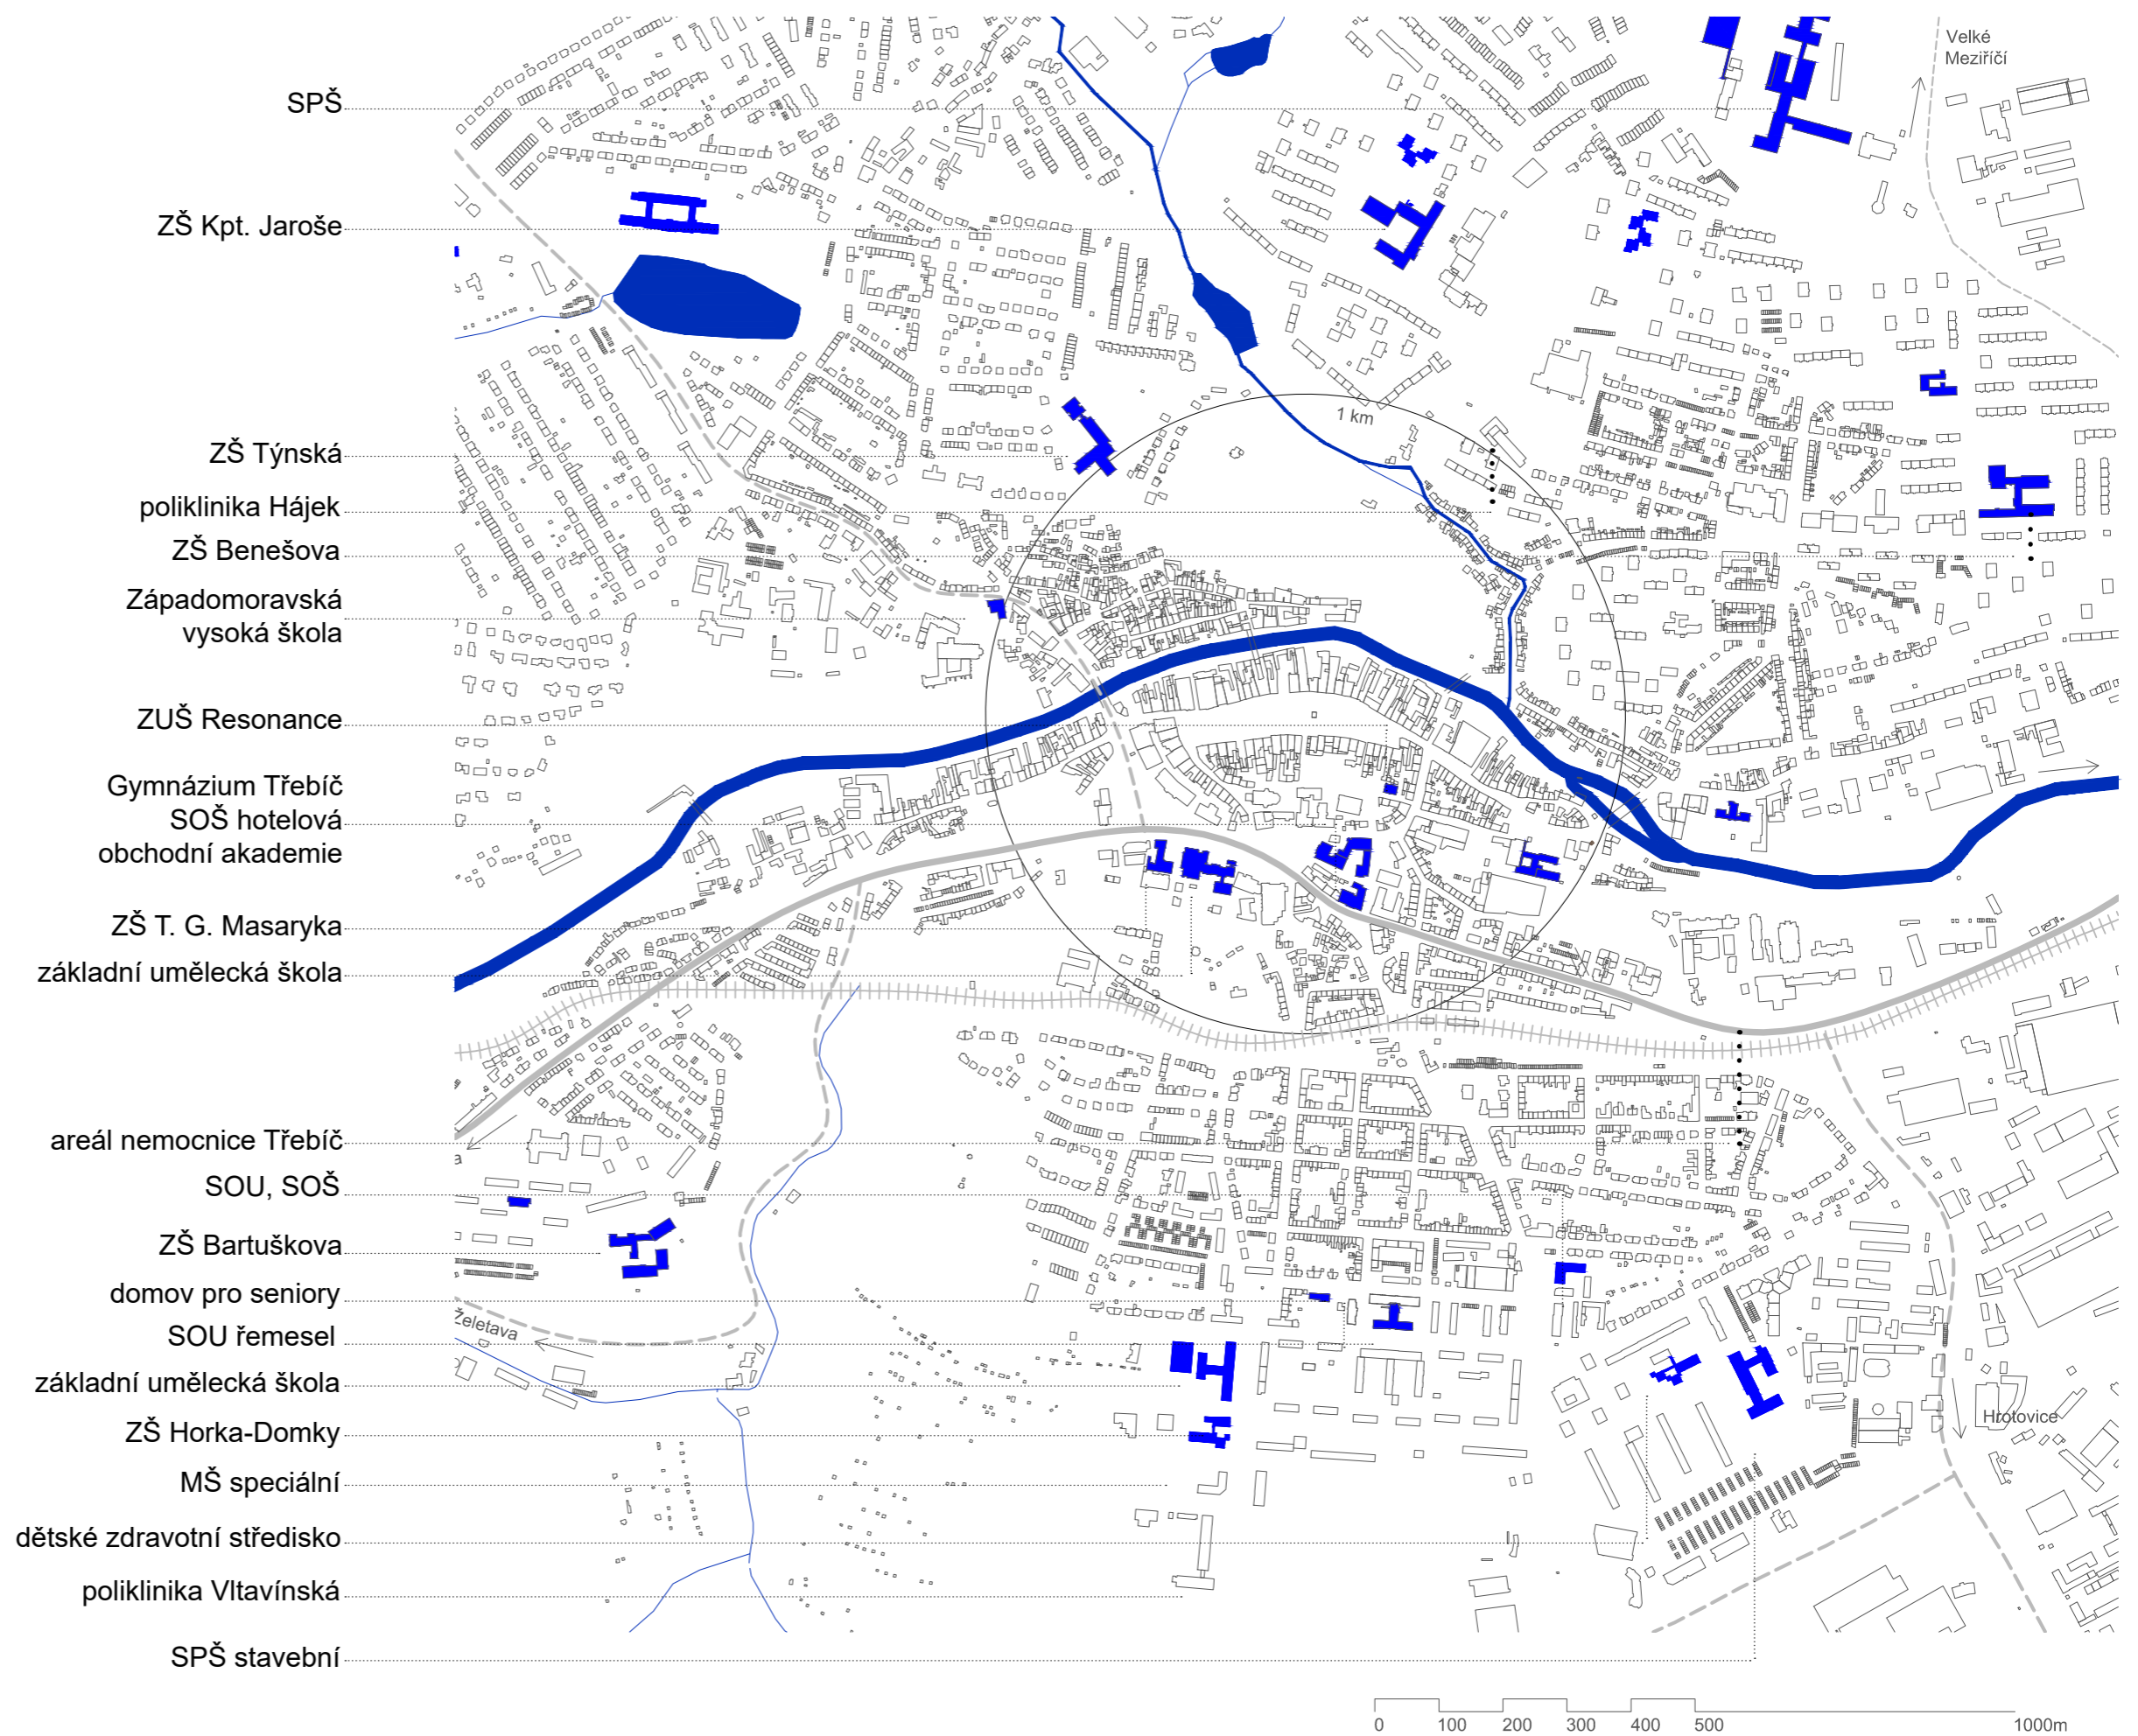 SPŠ
ZŠ Kpt. Jaroše
ZŠ Týnská
poliklinika Hájek
ZŠ Benešova
Západomoravská
vysoká škola
ZUŠ Resonance
Gymnázium Třebíč
SOŠ hotelová
obchodní akademie
ZŠ T. G. Masaryka
základní umělecká škola
areál nemocnice Třebíč
SOU, SOŠ
ZŠ Bartuškova
domov pro seniory
SOU řemesel
základní umělecká škola
ZŠ Horka-Domky
MŠ speciální
dětské zdravotní středisko
poliklinika Vltavínská
SPŠ stavební
Velké
Meziříčí
1 km
a
Želetava
Hrotovice
0 100 200 300 400 500 1000m